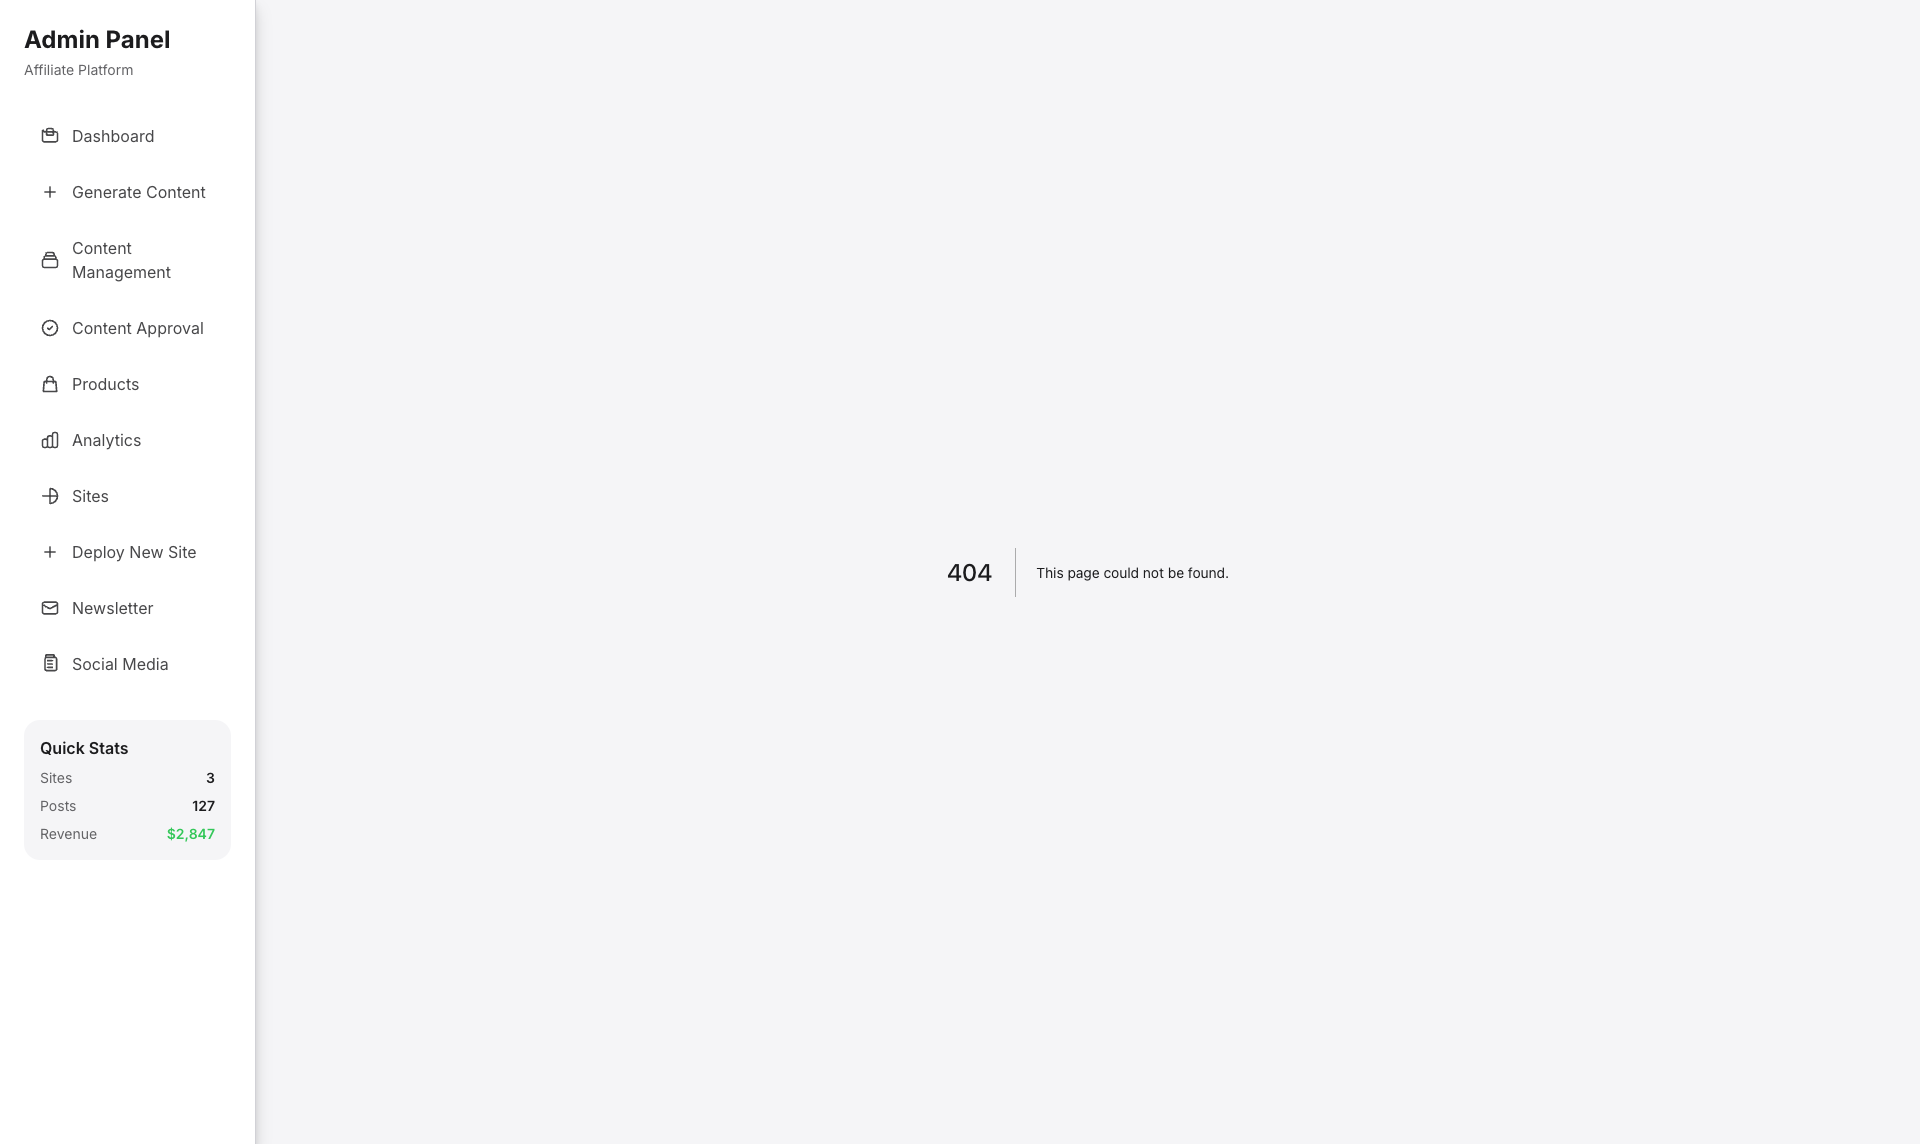 Admin Panel
Affiliate Platform
Dashboard
Generate Content
Content
Management
Content Approval
Products
Analytics
Sites
Deploy New Site
Newsletter
Social Media
Quick Stats
Sites 3
Posts 127
Revenue $2,847
404
This page could not be found.